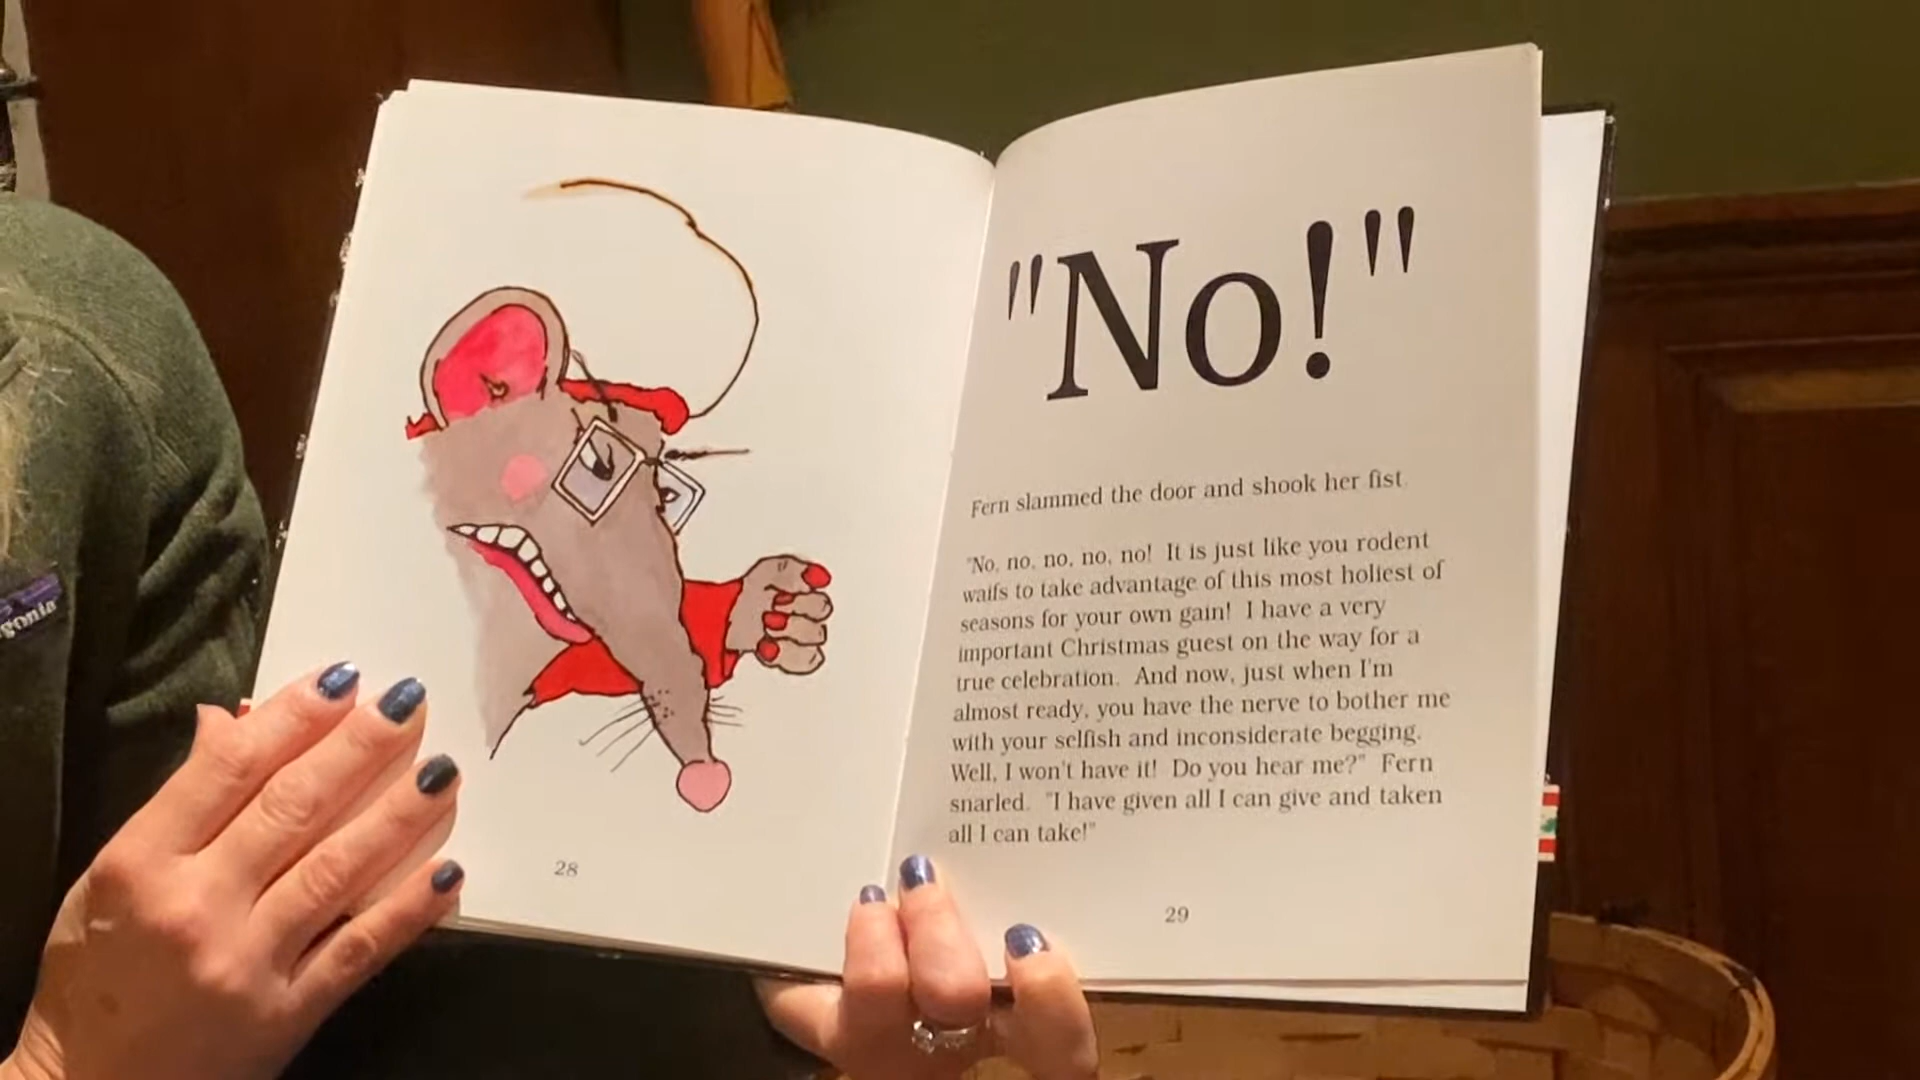 gonia
28
"No!"
Fern slammed the door and shook her fist.
"No, no, no, no, no! It is just like you rodent
waifs to take advantage of this most holiest of
seasons for your own gain! I have a very
important Christmas guest on the way for a
true celebration. And now, just when I'm
almost ready, you have the nerve to bother me
with your selfish and inconsiderate begging.
Well, I won't have it! Do you hear me?" Fern
snarled. "I have given all I can give and taken
all I can take!"
29